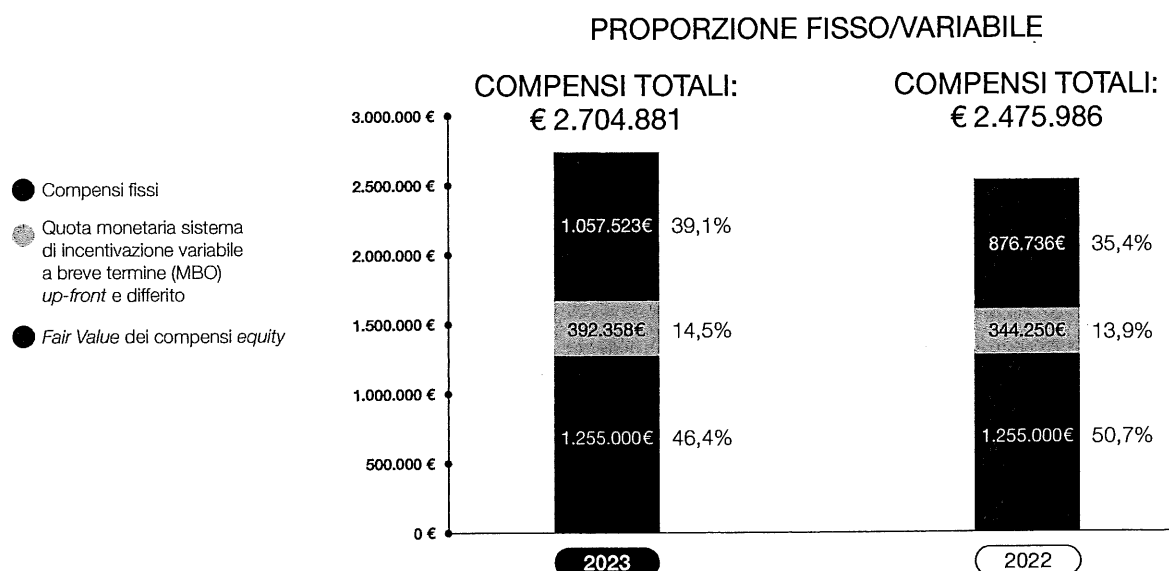 PROPORZIONE FISSO/VARIABILE
COMPENSI TOTALI:
€ 2.704.881
COMPENSI TOTALI:
€ 2.475.986
Compensi fissi
Quota monetaria sistema
di incentivazione variabile
a breve termine (MBO)
up-front e differito
Fair Value dei compensi equity
3.000.000 €
2.500.000 €
2.000.000 €
1.500.000 €
1.000.000 €
500.000 €
0 €
1.057.523€ 39,1%
392.358€ 14,5%
1.255.000€ 46,4%
2023
876.736€ 35,4%
344.250€ 13,9%
1.255.000€ 50,7%
2022